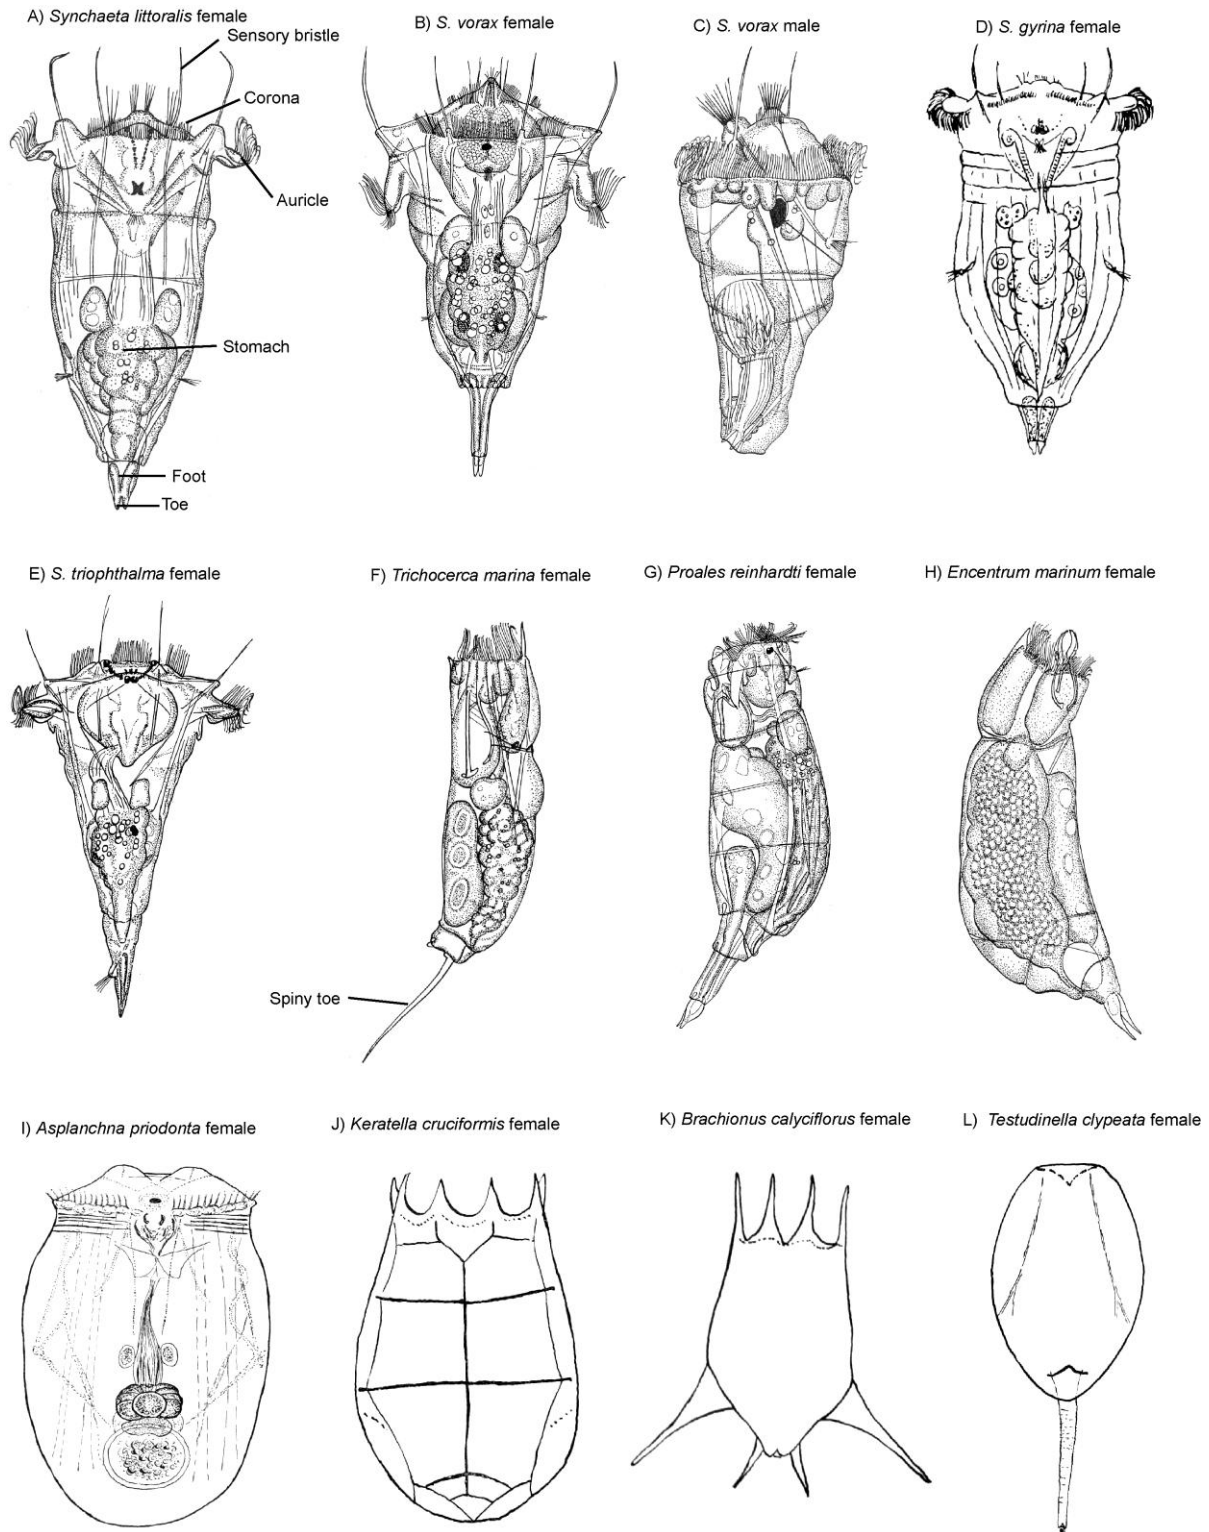 A) Synchaeta littoralis female
B) S. vorax female
C) S. vorax male
D) S. gyrina female
Sensory bristle
Corona
Auricle
Stomach
Foot
Toe
E) S. triophthalma female
F) Trichocerca marina female
G) Proales reinhardti female
H) Encentrum marinum female
Spiny toe
I) Asplanchna priodonta female
J) Keratella cruciformis female
K) Brachionus calyciflorus female
L) Testudinella clypeata female